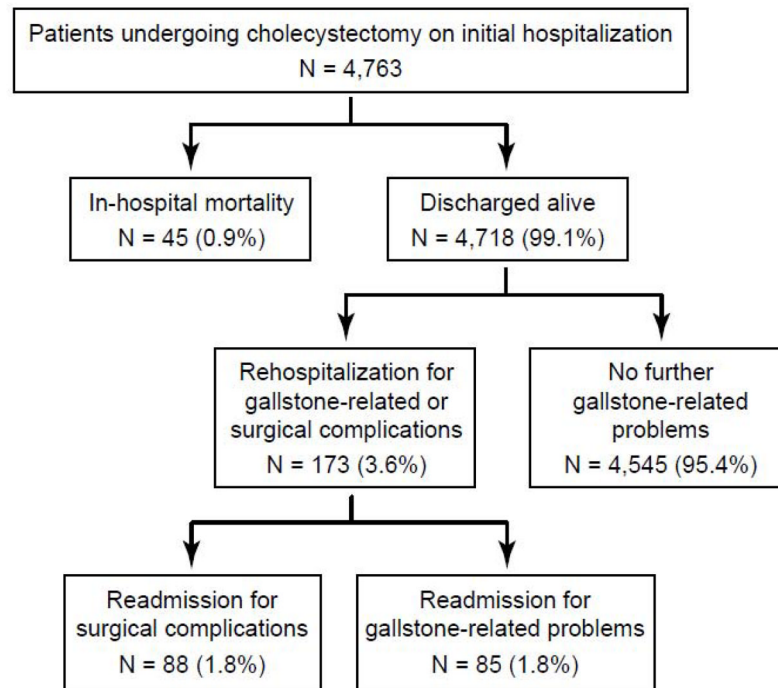 Patients undergoing cholecystectomy on initial hospitalization
N = 4,763
In-hospital mortality
N = 45 (0.9%)
Discharged alive
N = 4,718 (99.1%)
Rehospitalization for
gallstone-related or
surgical complications
N = 173 (3.6%)
No further
gallstone-related
problems
N = 4,545 (95.4%)
Readmission for
surgical complications
N = 88 (1.8%)
Readmission for
gallstone-related problems
N = 85 (1.8%)